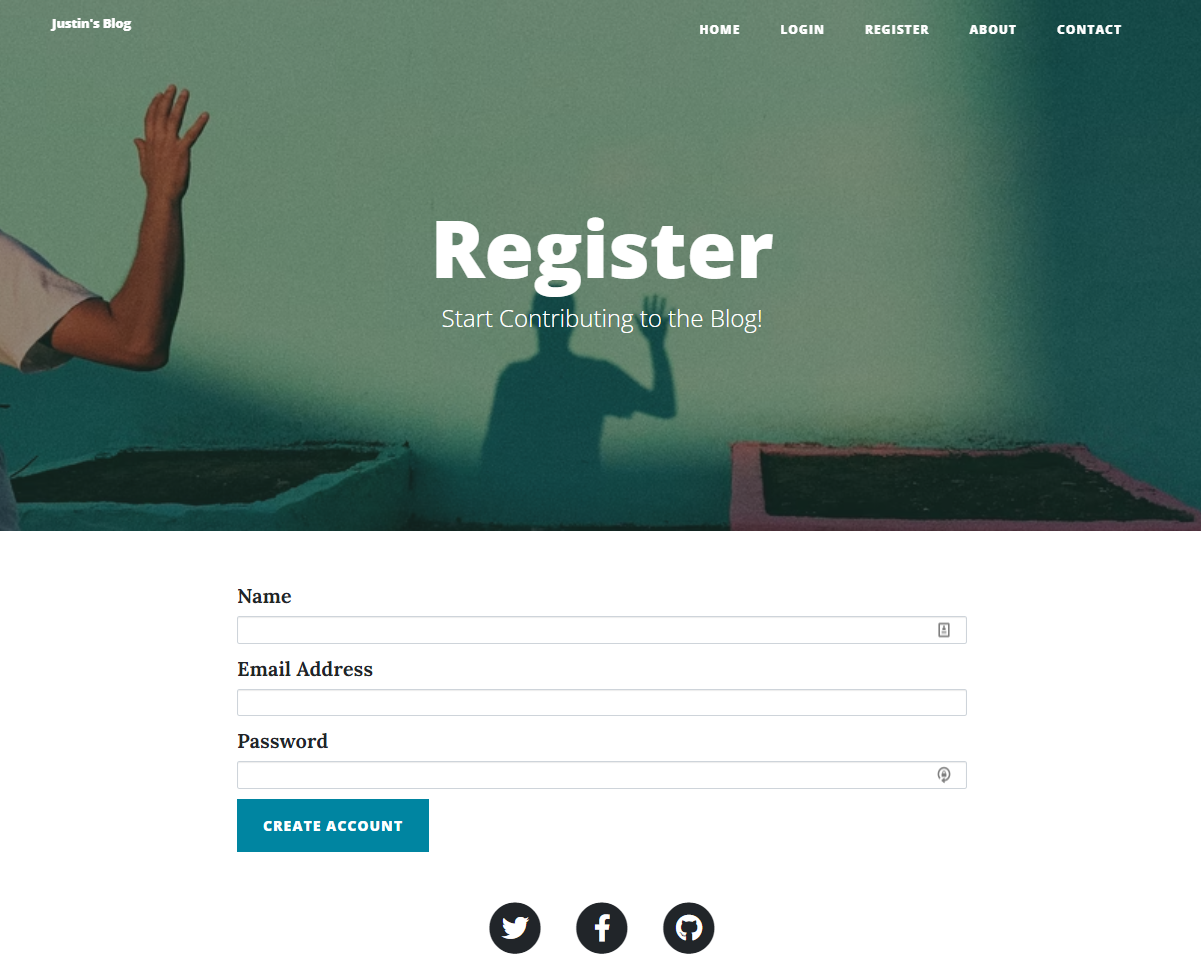 Justin's Blog
HOME LOGIN REGISTER ABOUT CONTACT
Register
Start Contributing to the Blog!
Name
Email Address
Password
CREATE ACCOUNT